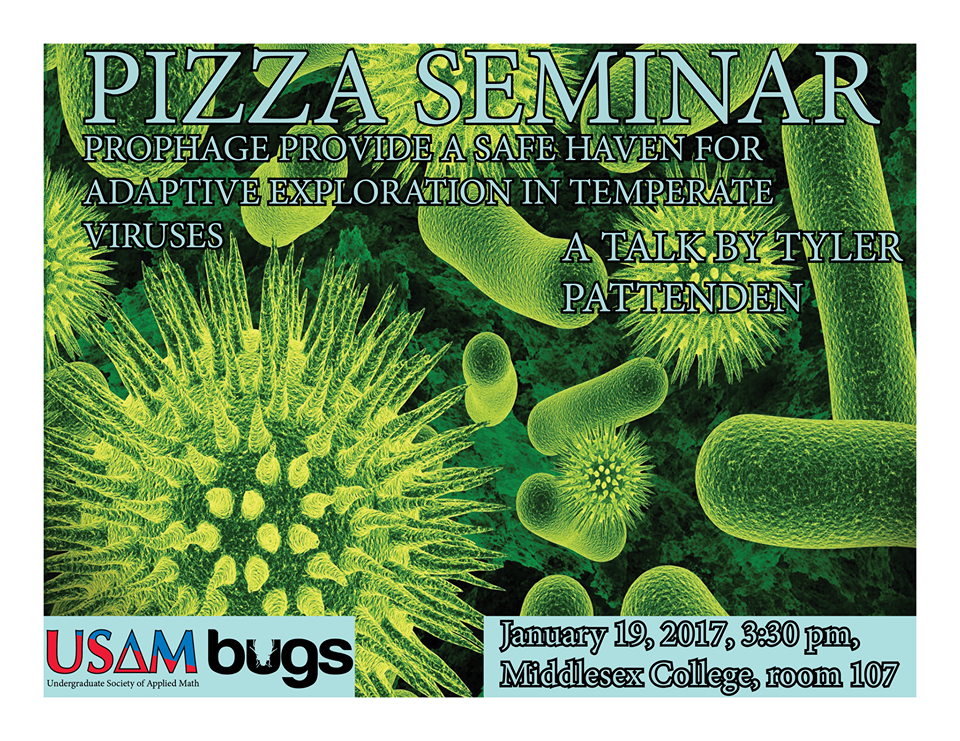 PIZZA SEMINAR
PROPHAGE PROVIDE A SAFE HAVEN FOR
ADAPTIVE EXPLORATION IN TEMPERATE
VIRUSES
A TALK BY TYLER
PATTENDEN
USAM
Undergraduate Society of Applied Math
bugs
January 19, 2017, 3:30 pm,
Middlesex College, room 107